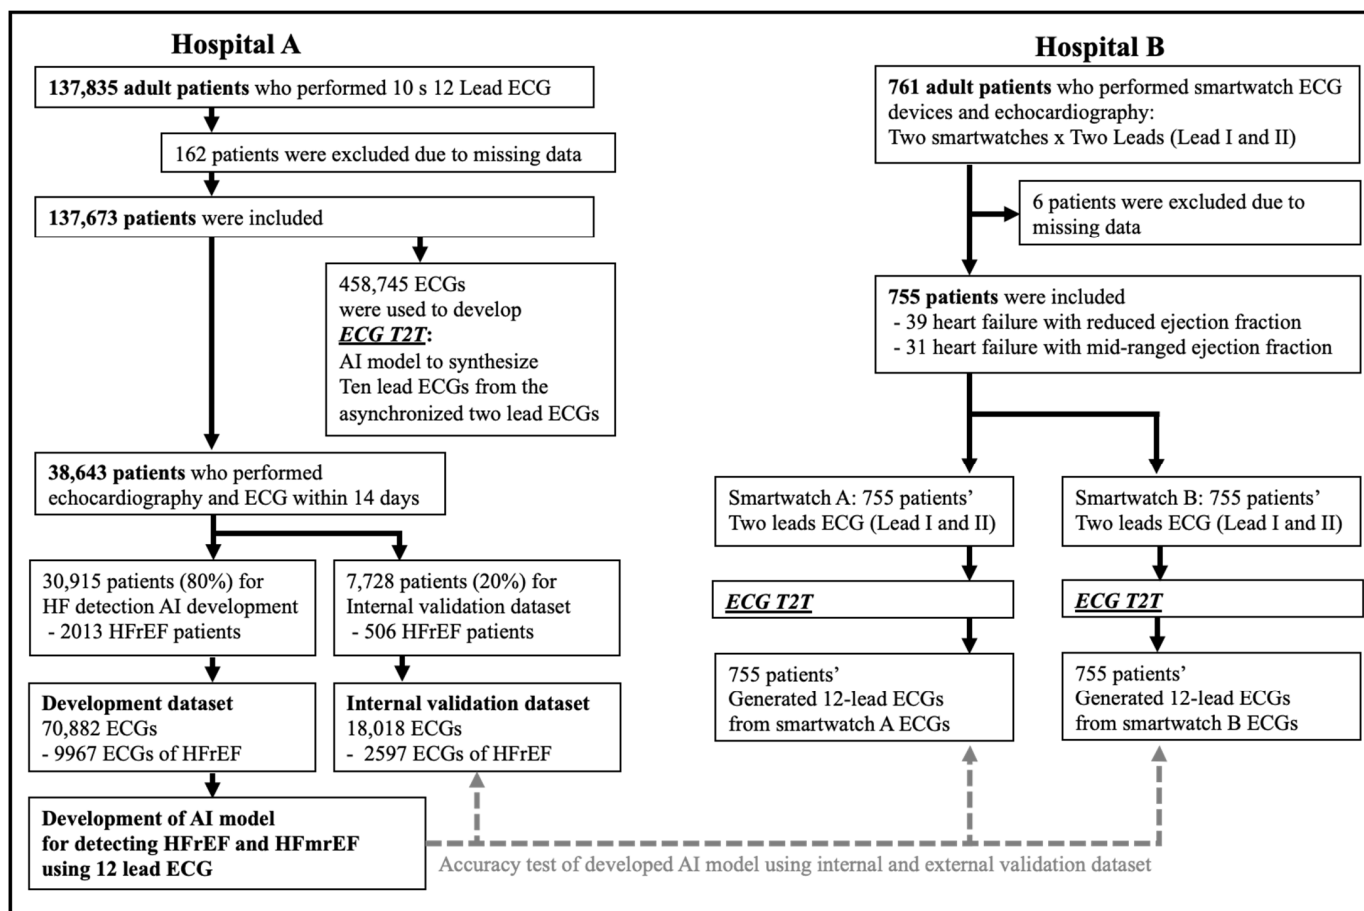 Hospital A
137,835 adult patients who performed 10 s 12 Lead ECG
162 patients were excluded due to missing data
137,673 patients were included
458,745 ECGs
were used to develop
ECG T2T:
AI model to synthesize
Ten lead ECGs from the
asynchronized two lead ECGs
38,643 patients who performed
echocardiography and ECG within 14 days
30,915 patients (80%) for
HF detection AI development
- 2013 HFrEF patients
7,728 patients (20%) for
Internal validation dataset
- 506 HFrEF patients
Development dataset
70,882 ECGs
- 9967 ECGs of HFrEF
Internal validation dataset
18,018 ECGs
- 2597 ECGs of HFrEF
Development of AI model
for detecting HFrEF and HFmrEF
using 12 lead ECG
Hospital B
761 adult patients who performed smartwatch ECG
devices and echocardiography:
Two smartwatches x Two Leads (Lead I and II)
6 patients were excluded due to
missing data
755 patients were included
- 39 heart failure with reduced ejection fraction
- 31 heart failure with mid-ranged ejection fraction
Smartwatch A: 755 patients’
Two leads ECG (Lead I and II)
Smartwatch B: 755 patients’
Two leads ECG (Lead I and II)
ECG T2T
ECG T2T
755 patients’
Generated 12-lead ECGs
from smartwatch A ECGs
755 patients’
Generated 12-lead ECGs
from smartwatch B ECGs
Accuracy test of developed AI model using internal and external validation dataset